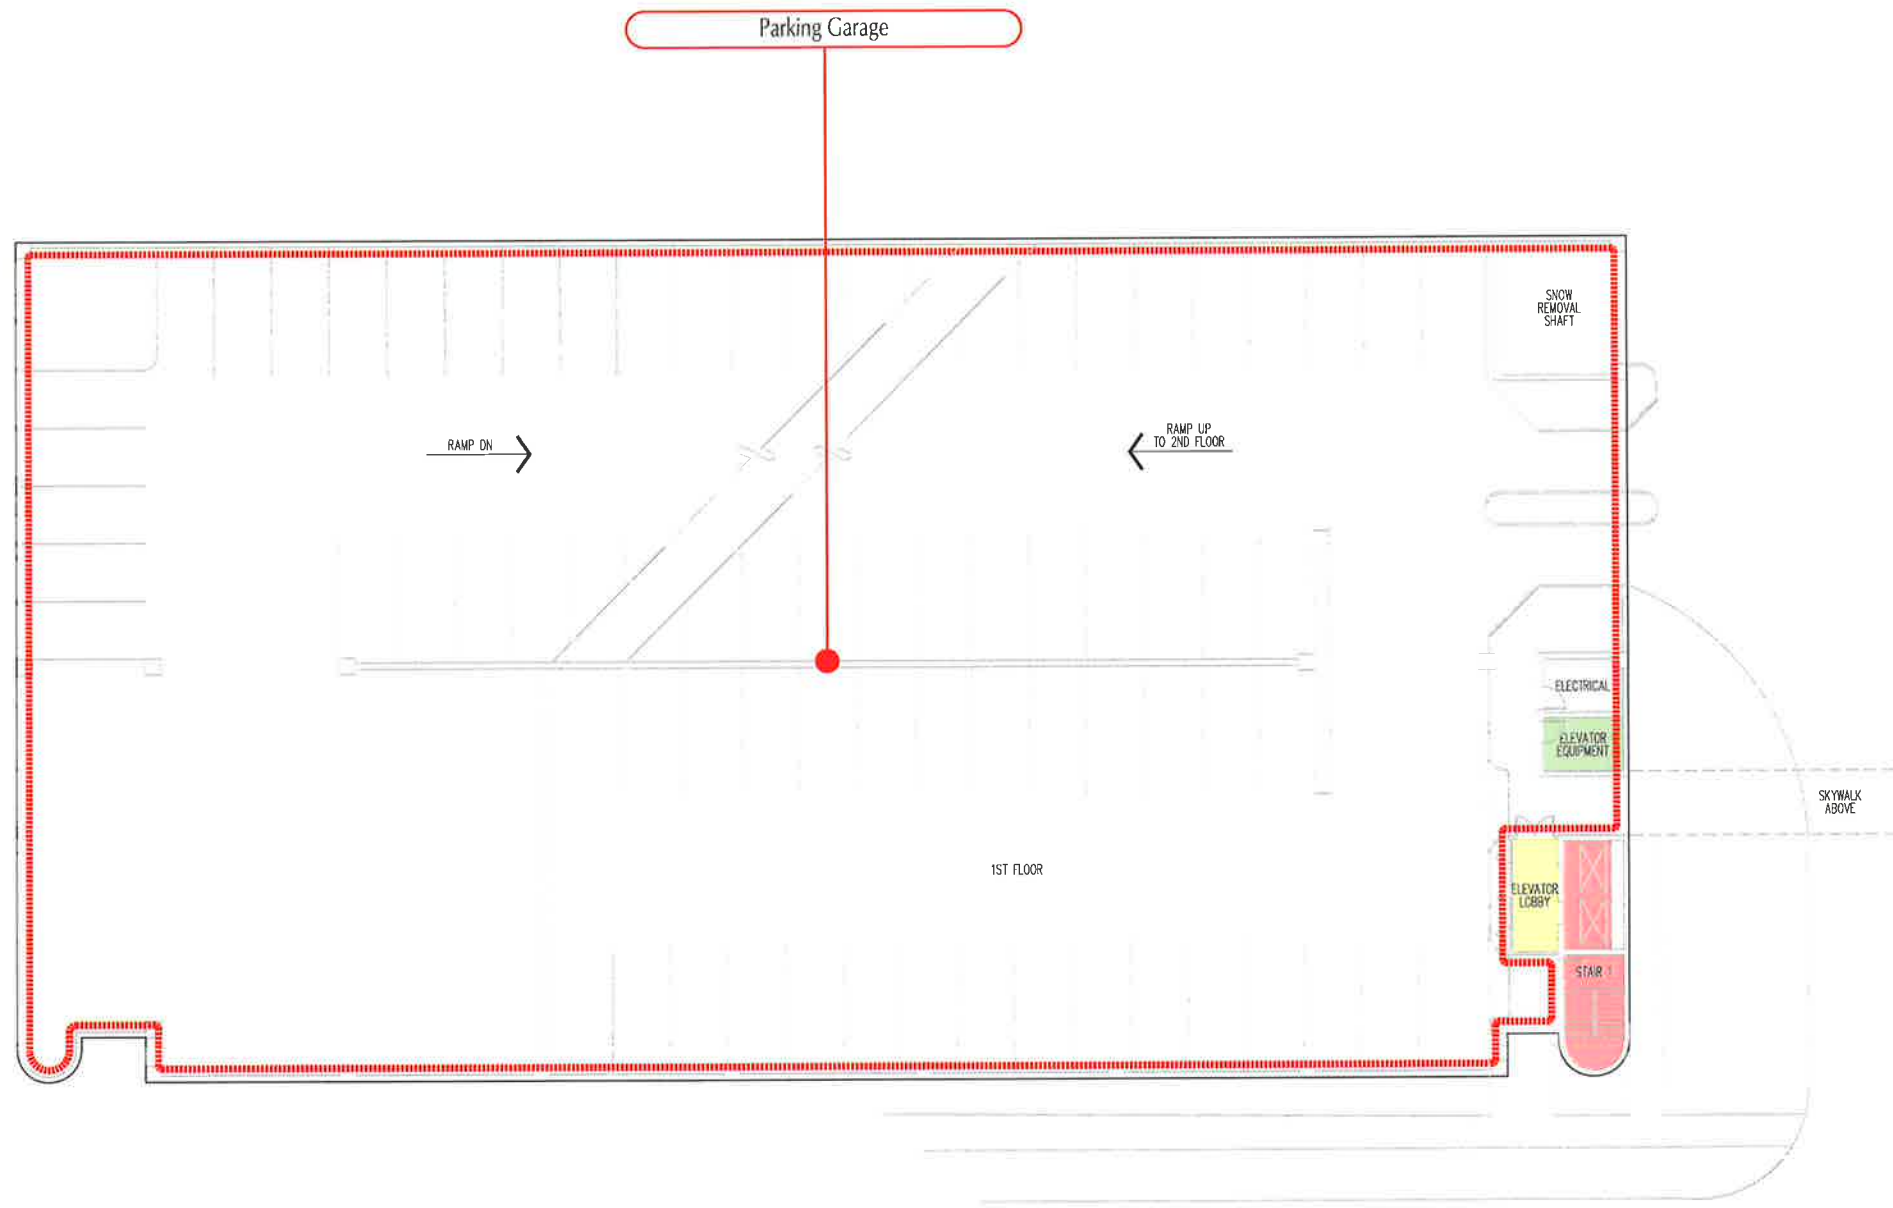 Parking Garage
SNOW
REMOVAL
SHAFT
RAMP DN
RAMP UP
TO 2ND FLOOR
ELECTRICAL
ELEVATOR
EQUIPMENT
SKYWALK
ABOVE
1ST FLOOR
ELEVATOR
LOBBY
STAIR 1